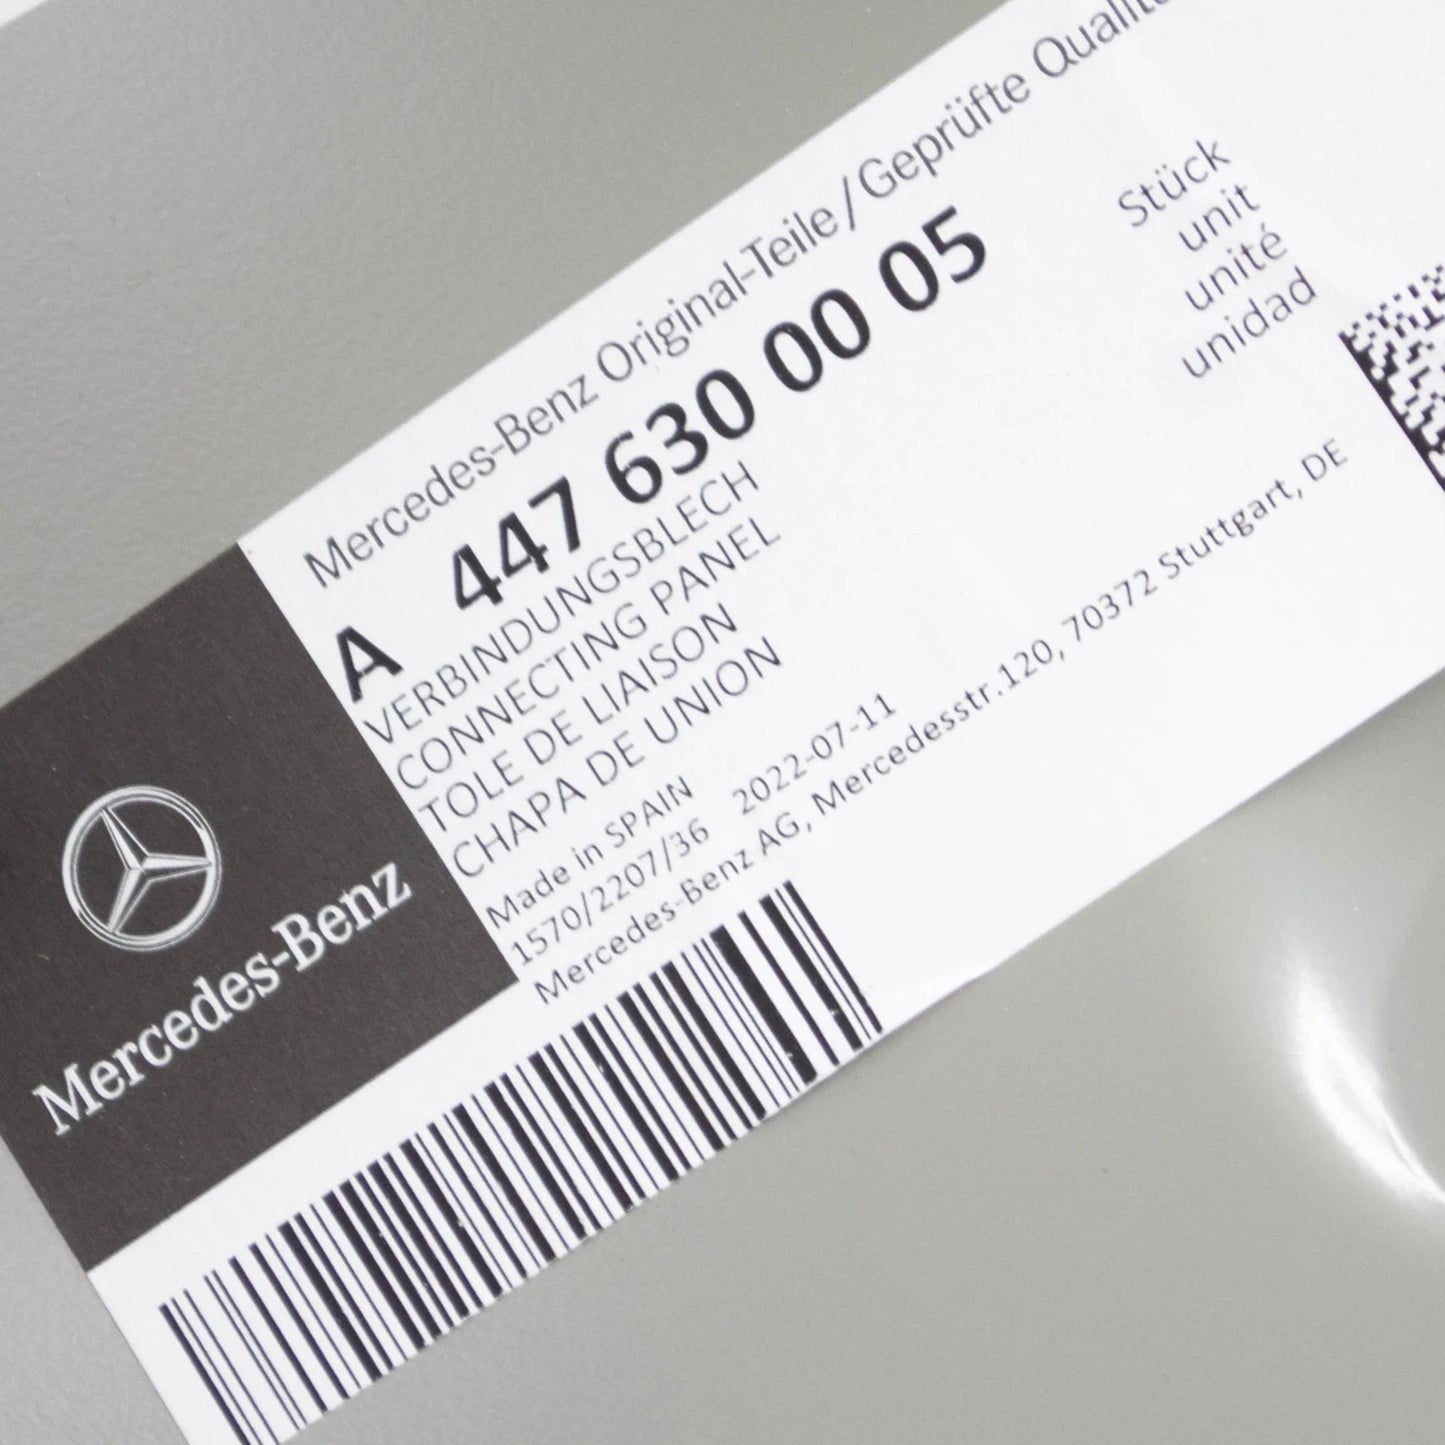 Mercedes-Benz Original-Teile / Geprüfte
A 447 630 00 05
VERBINDUNGSBLECH
CONNECTING PANEL
TOLE DE LIAISON
CHAPA DE UNION
Stück
unit
unité
unidad
Made in SPAIN
1570/2207/36 2022-07-11
Mercedes-Benz AG, Mercedesstr.120, 70372 Stuttgart, DE
Mercedes-Benz